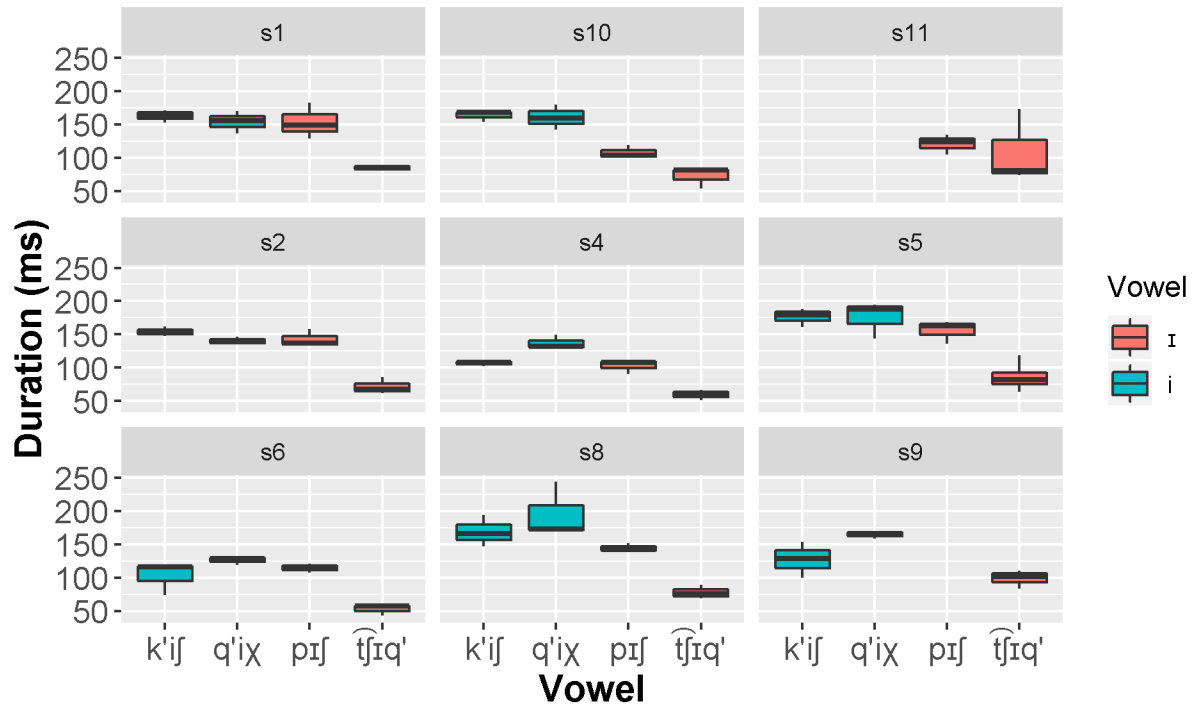 s1 s10 s11
250
200
150
100
50
s2 s4 s5
250
200
150
100
50
s6 s8 s9
250
200
150
100
50
k'iʃ q'iχ pɪʃ t͡ʃɪq' k'iʃ q'iχ pɪʃ t͡ʃɪq' k'iʃ q'iχ pɪʃ t͡ʃɪq'
Vowel
Duration (ms)
Vowel
ɪ
i